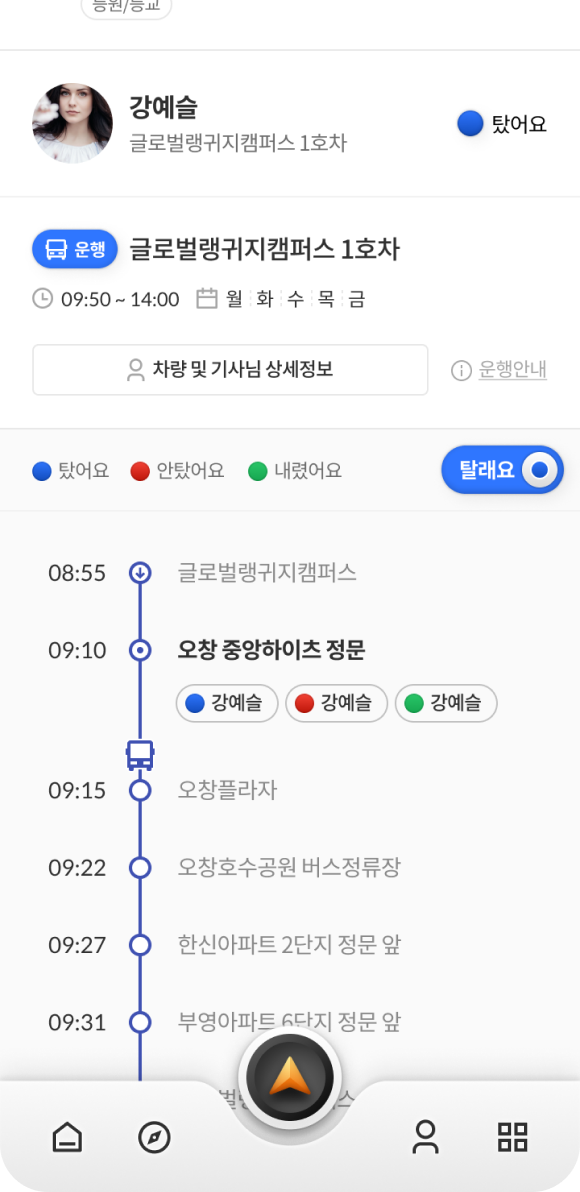 등원/등교
강예슬
글로벌랭귀지캠퍼스 1호차
탔어요
운행 글로벌랭귀지캠퍼스 1호차
09:50 ~ 14:00 월 화 수 목 금
차량 및 기사님 상세정보
운행안내
탔어요 안탔어요 내렸어요
탈래요
08:55 글로벌랭귀지캠퍼스
09:10 오창 중앙하이츠 정문
강예슬 강예슬 강예슬
09:15 오창플라자
09:22 오창호수공원 버스정류장
09:27 한신아파트 2단지 정문 앞
09:31 부영아파트 6단지 정문 앞